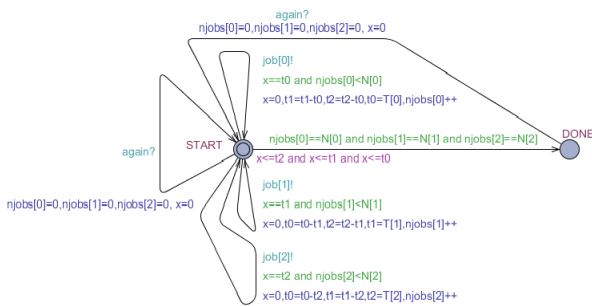 again?
njobs[0]=0,njobs[1]=0,njobs[2]=0, x=0
job[0]!
x==t0 and njobs[0]<N[0]
x=0,t1=t1-t0,t2=t2-t0,t0=T[0],njobs[0]++
START
njobs[0]==N[0] and njobs[1]==N[1] and njobs[2]==N[2]
DONE
again?
x<=t2 and x<=t1 and x<=t0
job[1]!
x==t1 and njobs[1]<N[1]
njobs[0]=0,njobs[1]=0,njobs[2]=0, x=0
x=0,t0=t0-t1,t2=t2-t1,t1=T[1],njobs[1]++
job[2]!
x==t2 and njobs[2]<N[2]
x=0,t0=t0-t2,t1=t1-t2,t2=T[2],njobs[2]++